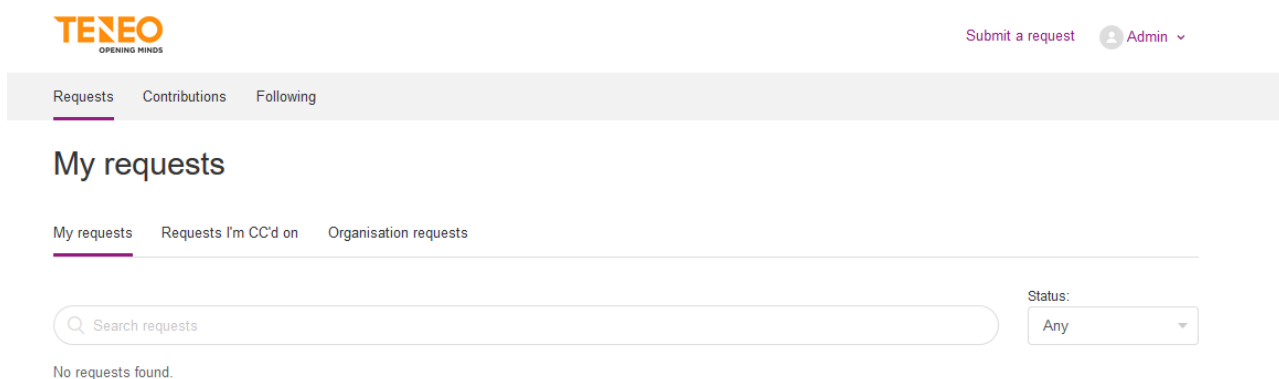 TENEO
OPENING MINDS
Submit a request Admin
Requests Contributions Following
My requests
My requests Requests I'm CC'd on Organisation requests
Status:
Search requests Any
No requests found.